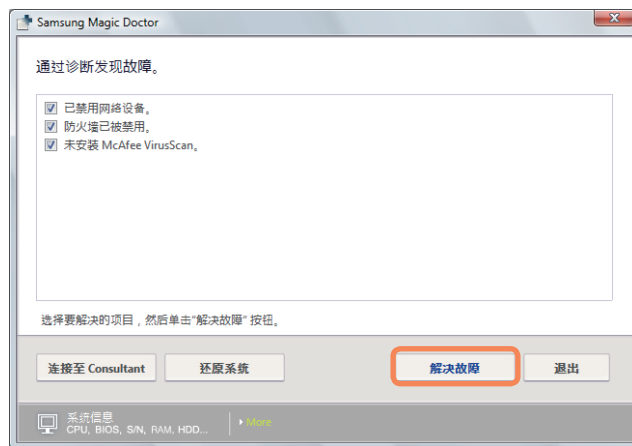 Samsung Magic Doctor
通过诊断发现故障。
已禁用网络设备。
防火墙已被禁用。
未安装 McAfee VirusScan。
选择要解决的项目，然后单击"解决故障" 按钮。
连接至 Consultant 还原系统 解决故障 退出
系统信息
CPU, BIOS, S/N, RAM, HDD... More